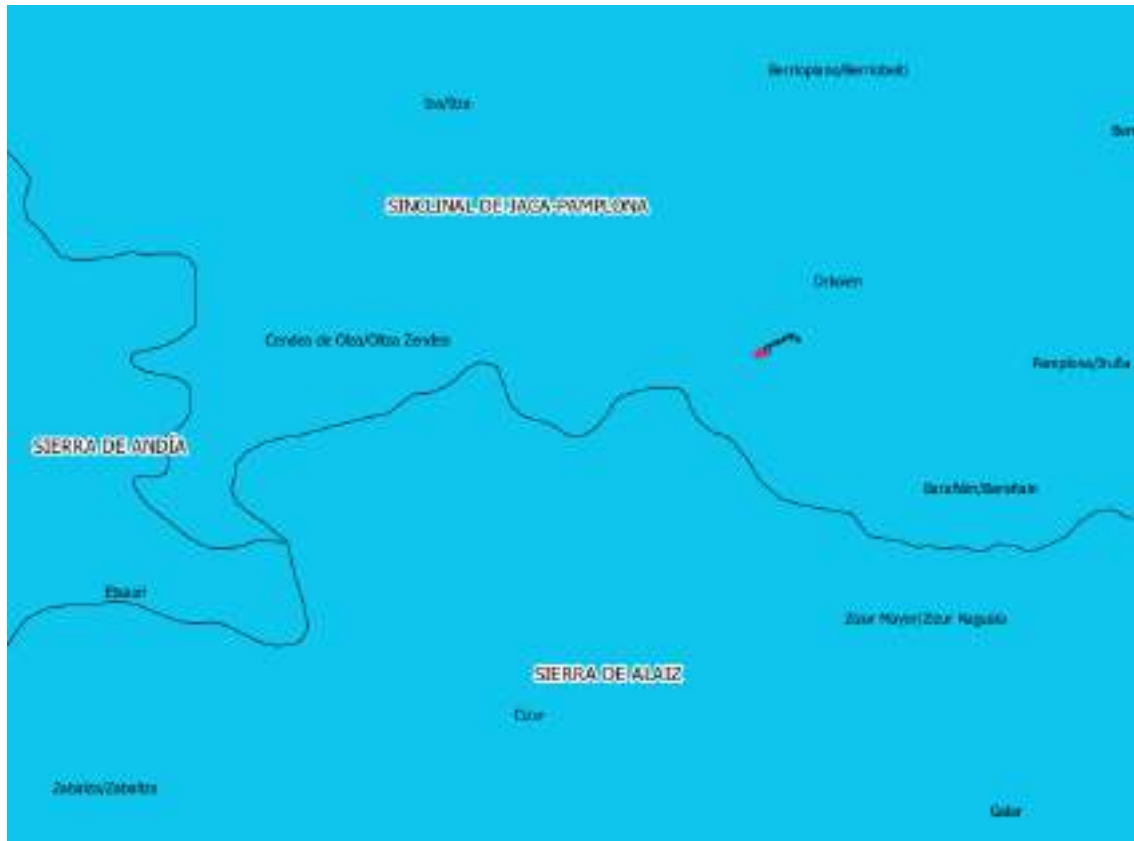 Berrioplano/Berriobeiti
Iza/Itza
SINCLINAL DE JACA-PAMPLONA
Orkoien
Cendea de Olza/Oltza Zendea
Pamplona/Iruña
SIERRA DE ANDÍA
Barañáin/Barañain
Etxauri
Zizur Mayor/Zizur Nagusia
SIERRA DE ALAIZ
Cizur
Zabalza/Zabaltza
Galar